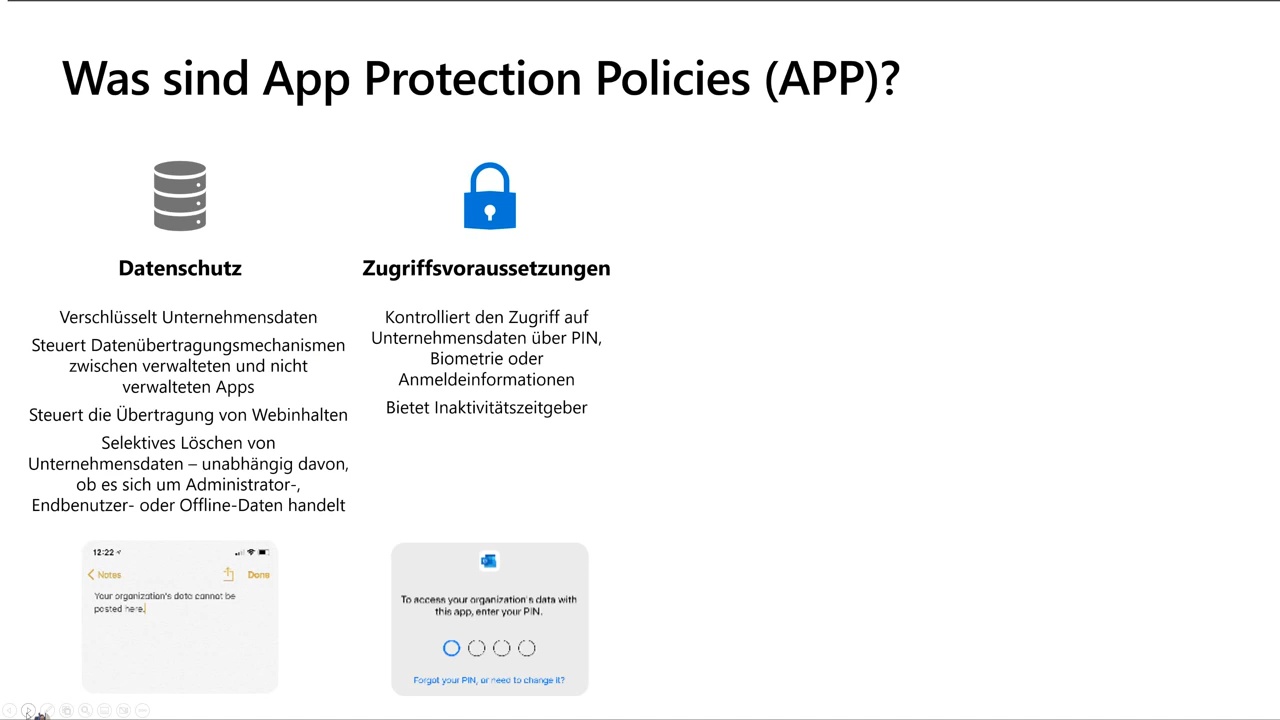 Was sind App Protection Policies (APP)?
Datenschutz
Verschlüsselt Unternehmensdaten
Steuert Datenübertragungsmechanismen
zwischen verwalteten und nicht
verwalteten Apps
Steuert die Übertragung von Webinhalten
Selektives Löschen von
Unternehmensdaten – unabhängig davon,
ob es sich um Administrator-,
Endbenutzer- oder Offline-Daten handelt
12:22
Notes
Done
Your organization's data cannot be
posted here.
Zugriffsvoraussetzungen
Kontrolliert den Zugriff auf
Unternehmensdaten über PIN,
Biometrie oder
Anmeldeinformationen
Bietet Inaktivitätszeitgeber
To access your organization's data with
this app, enter your PIN.
Forgot your PIN, or need to change it?